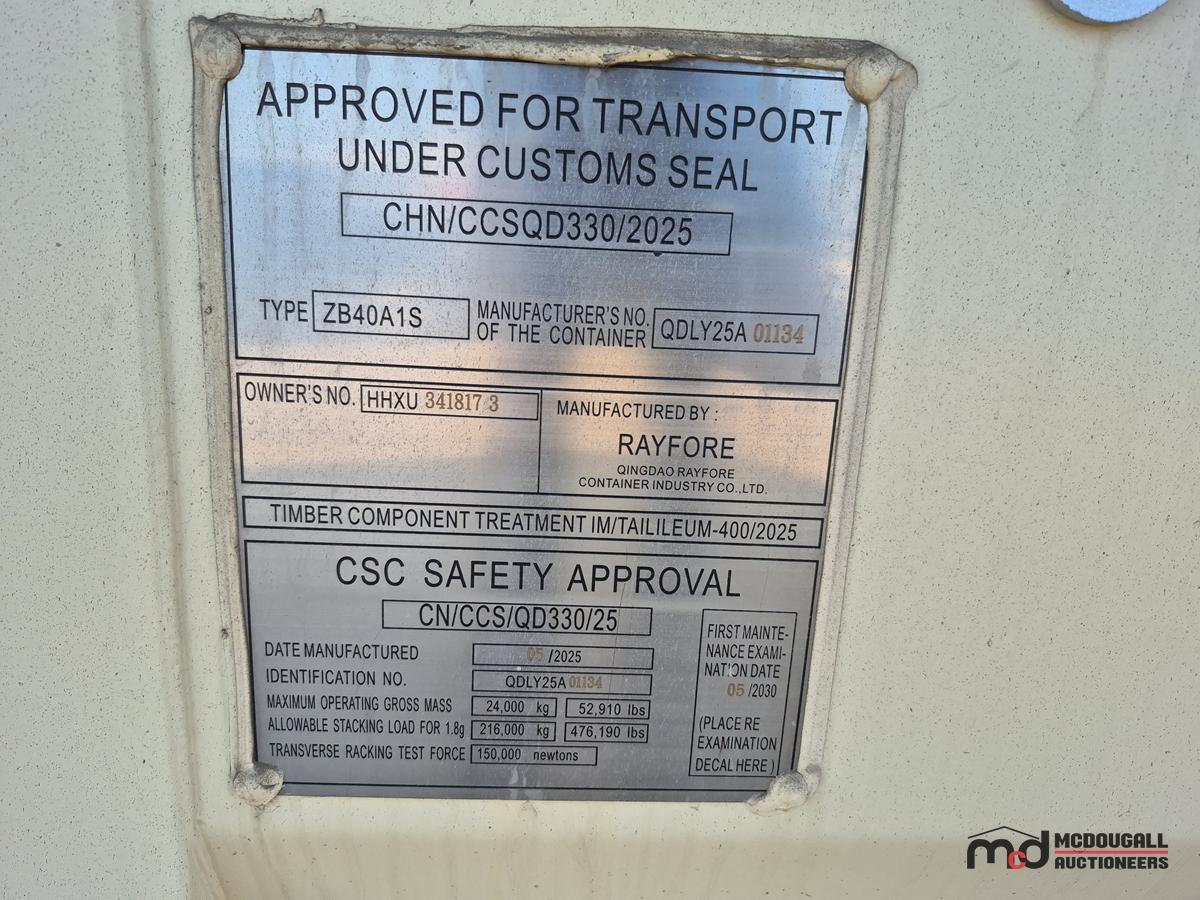 APPROVED FOR TRANSPORT
UNDER CUSTOMS SEAL
CHN/CCSQD330/2025
TYPE ZB40A1S MANUFACTURER'S NO. OF THE CONTAINER QDLY25A 01134
OWNER'S NO. HHXU 341817 3
MANUFACTURED BY :
RAYFORE
QINGDAO RAYFORE
CONTAINER INDUSTRY CO.,LTD.
TIMBER COMPONENT TREATMENT IM/TAILILEUM-400/2025
CSC SAFETY APPROVAL
CN/CCS/QD330/25
DATE MANUFACTURED 05 /2025
IDENTIFICATION NO. QDLY25A 01134
MAXIMUM OPERATING GROSS MASS 24,000 kg 52,910 lbs
ALLOWABLE STACKING LOAD FOR 1.8g 216,000 kg 476,190 lbs
TRANSVERSE RACKING TEST FORCE 150,000 newtons
FIRST MAINTE-
NANCE EXAMI-
NATION DATE
05 /2030
(PLACE RE
EXAMINATION
DECAL HERE )
mcd MCDOUGALL
AUCTIONEERS